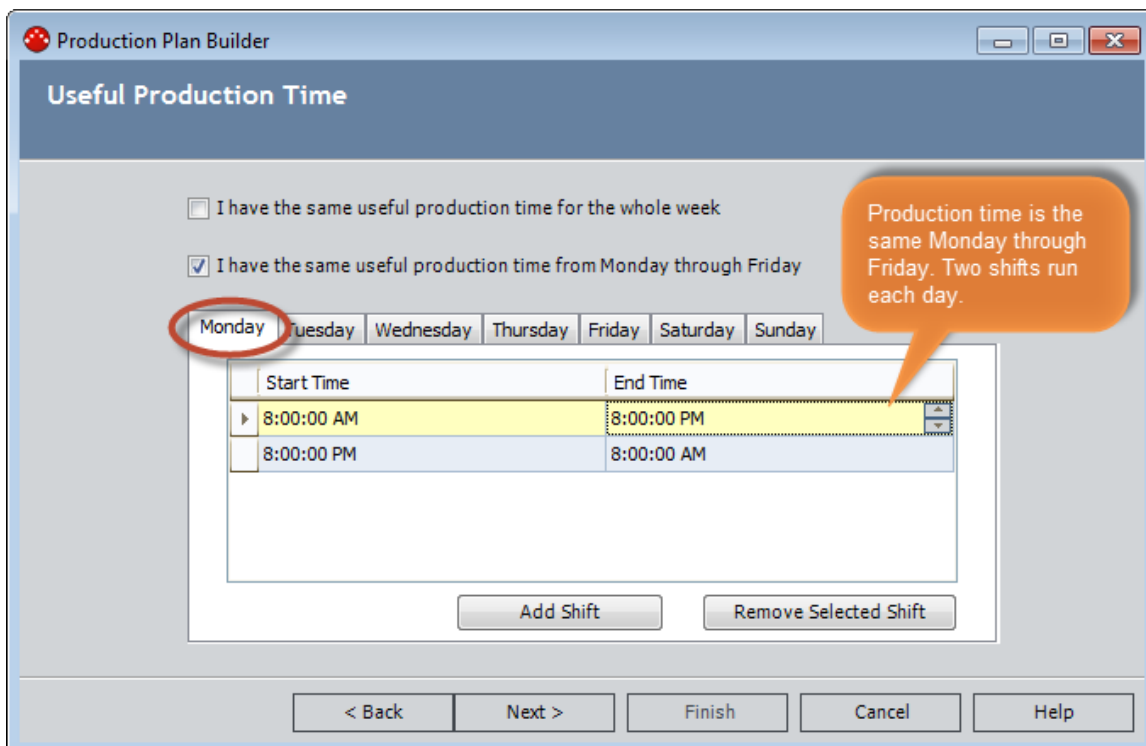 Production Plan Builder
Useful Production Time
I have the same useful production time for the whole week
I have the same useful production time from Monday through Friday
Production time is the
same Monday through
Friday. Two shifts run
each day.
Monday Tuesday Wednesday Thursday Friday Saturday Sunday
Start Time End Time
8:00:00 AM 8:00:00 PM
8:00:00 PM 8:00:00 AM
Add Shift Remove Selected Shift
< Back Next > Finish Cancel Help